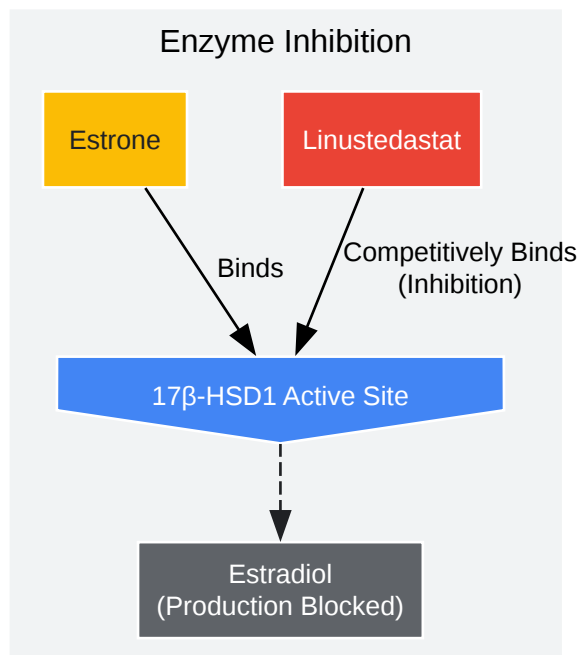 Enzyme Inhibition
Estrone
Linustedastat
Binds
Competitively Binds
(Inhibition)
17β-HSD1 Active Site
Estradiol
(Production Blocked)